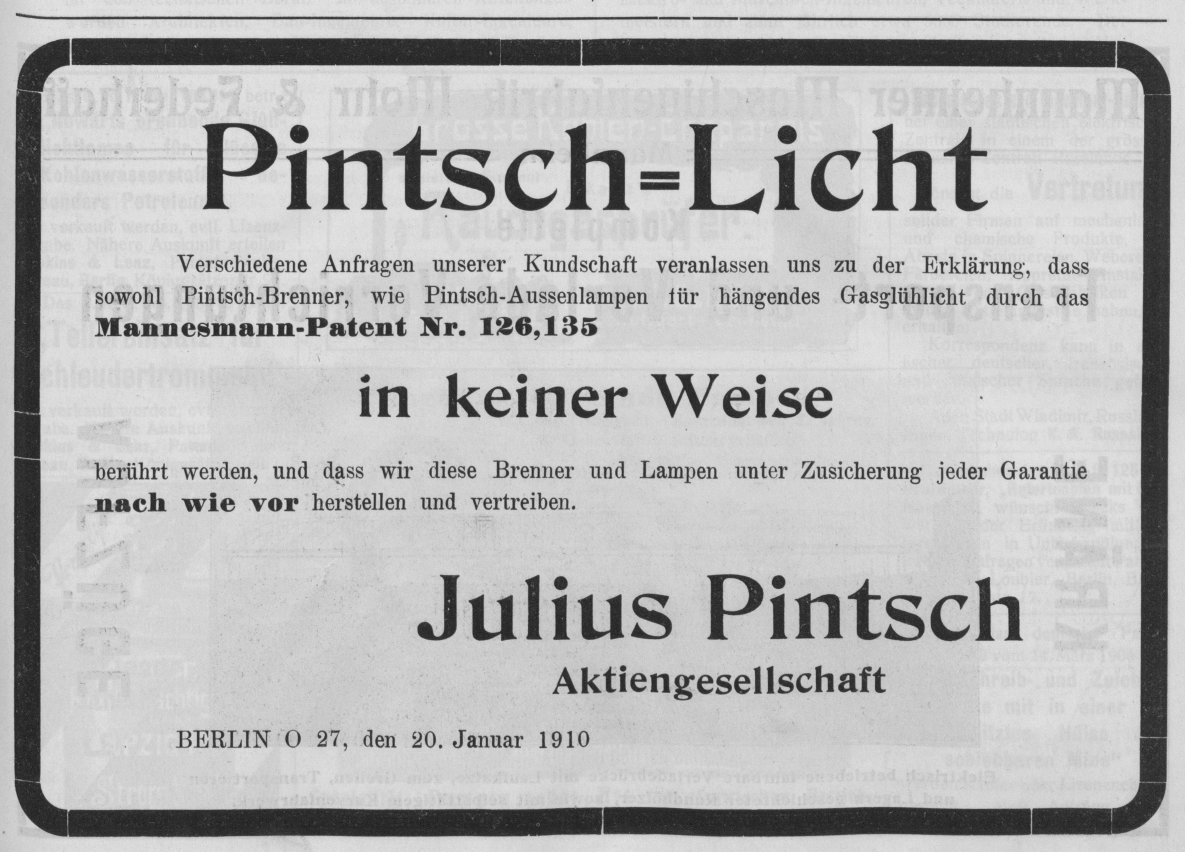 Pintsch=Licht
Verschiedene Anfragen unserer Kundschaft veranlassen uns zu der Erklärung, dass
sowohl Pintsch-Brenner, wie Pintsch-Aussenlampen für hängendes Gasglühlicht durch das
Mannesmann-Patent Nr. 126,135
in keiner Weise
berührt werden, und dass wir diese Brenner und Lampen unter Zusicherung jeder Garantie
nach wie vor herstellen und vertreiben.
Julius Pintsch
Aktiengesellschaft
BERLIN O 27, den 20. Januar 1910